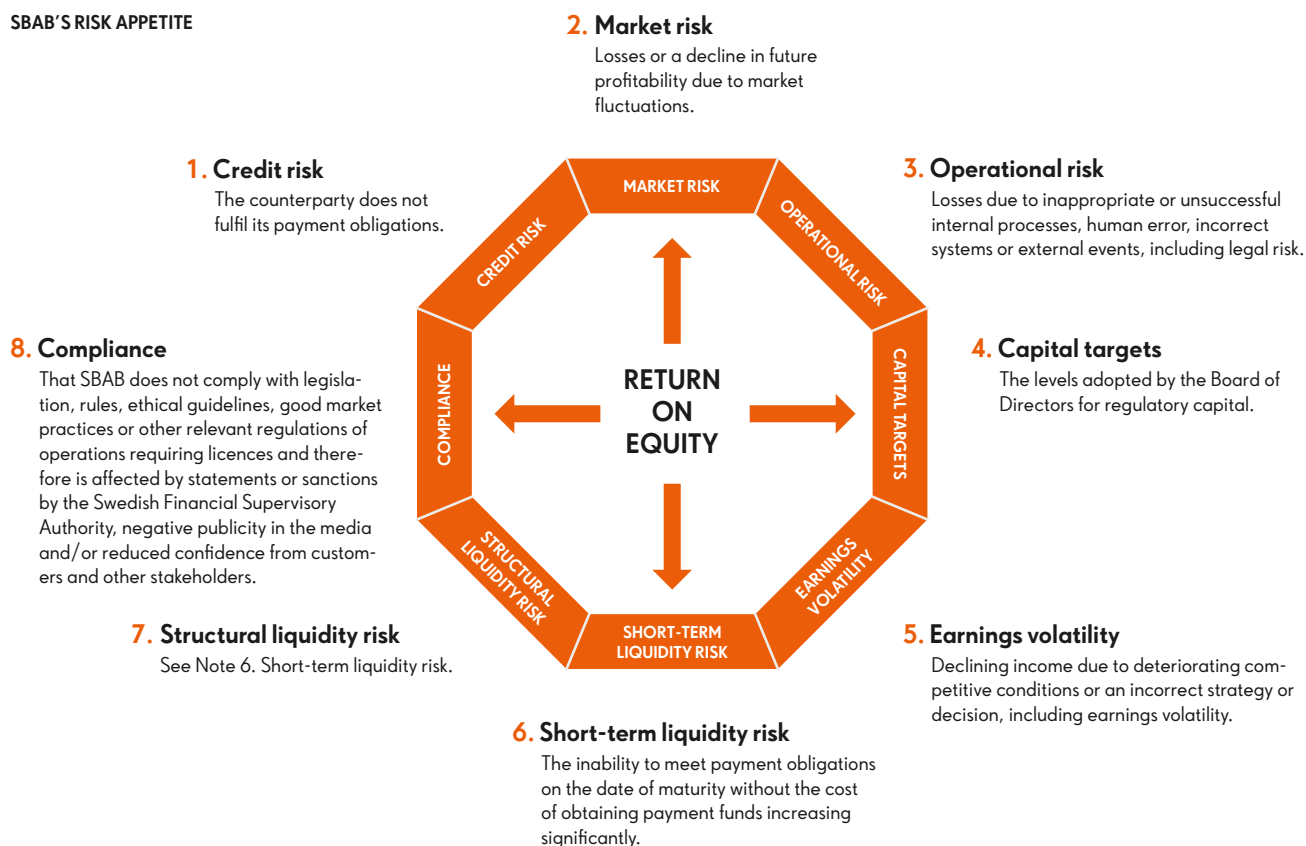 SBAB'S RISK APPETITE
2. Market risk
Losses or a decline in future
profitability due to market
fluctuations.
1. Credit risk
The counterparty does not
fulfil its payment obligations.
3. Operational risk
Losses due to inappropriate or unsuccessful
internal processes, human error, incorrect
systems or external events, including legal risk.
8. Compliance
That SBAB does not comply with legisla-
tion, rules, ethical guidelines, good market
practices or other relevant regulations of
operations requiring licences and there-
fore is affected by statements or sanctions
by the Swedish Financial Supervisory
Authority, negative publicity in the media
and/or reduced confidence from custom-
ers and other stakeholders.
4. Capital targets
The levels adopted by the Board of
Directors for regulatory capital.
7. Structural liquidity risk
See Note 6. Short-term liquidity risk.
5. Earnings volatility
Declining income due to deteriorating com-
petitive conditions or an incorrect strategy or
decision, including earnings volatility.
6. Short-term liquidity risk
The inability to meet payment obligations
on the date of maturity without the cost
of obtaining payment funds increasing
significantly.
MARKET RISK
OPERATIONAL RISK
CAPITAL TARGETS
EARNINGS
VOLATILITY
SHORT-TERM
LIQUIDITY RISK
STRUCTURAL
LIQUIDITY RISK
COMPLIANCE
CREDIT RISK
RETURN
ON
EQUITY